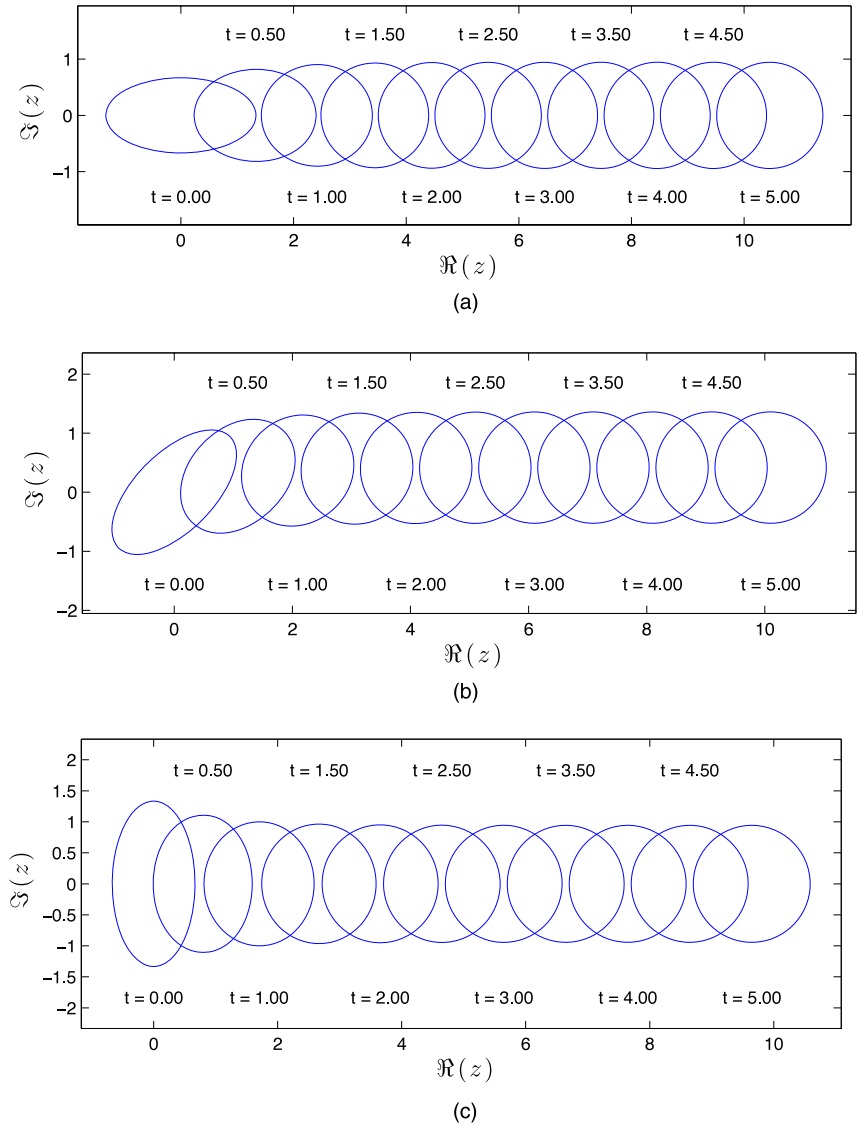 t = 0.50 t = 1.50 t = 2.50 t = 3.50 t = 4.50
1
0
−1
ℑ(z)
t = 0.00 t = 1.00 t = 2.00 t = 3.00 t = 4.00 t = 5.00
0 2 4 6 8 10
ℜ(z)
(a)
2
1
0
−1
−2
ℑ(z)
t = 0.50 t = 1.50 t = 2.50 t = 3.50 t = 4.50
t = 0.00 t = 1.00 t = 2.00 t = 3.00 t = 4.00 t = 5.00
0 2 4 6 8 10
ℜ(z)
(b)
2
1.5
1
0.5
0
−0.5
−1
−1.5
−2
ℑ(z)
t = 0.50 t = 1.50 t = 2.50 t = 3.50 t = 4.50
t = 0.00 t = 1.00 t = 2.00 t = 3.00 t = 4.00 t = 5.00
0 2 4 6 8 10
ℜ(z)
(c)